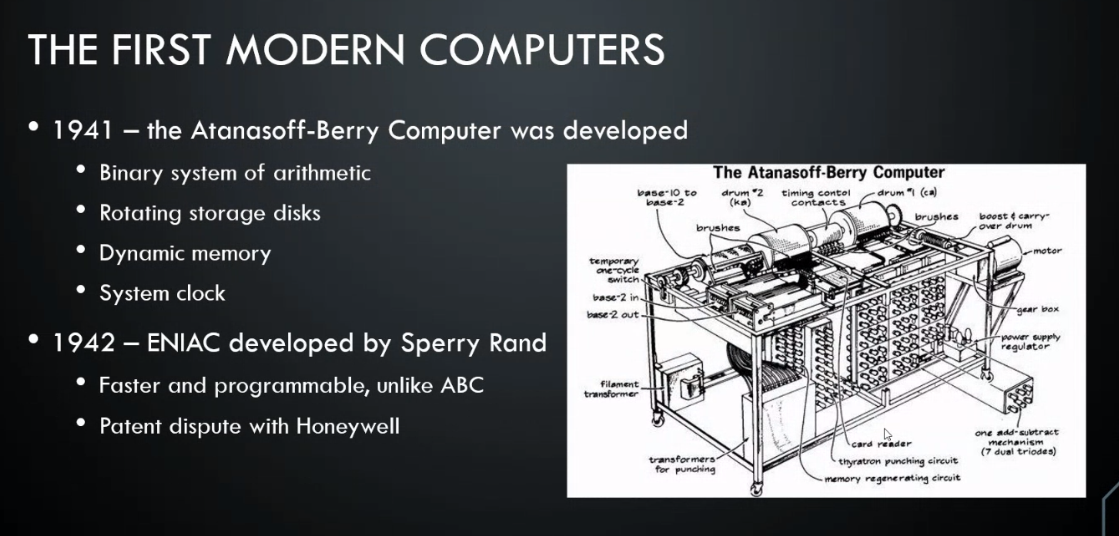 THE FIRST MODERN COMPUTERS
• 1941 – the Atanasoff-Berry Computer was developed
• Binary system of arithmetic
• Rotating storage disks
• Dynamic memory
• System clock
• 1942 – ENIAC developed by Sperry Rand
• Faster and programmable, unlike ABC
• Patent dispute with Honeywell
The Atanasoff-Berry Computer
base-10 to
base-2
drum #2
(ka)
timing contol
contacts
drum #1 (ca)
brushes
brushes
boost & carry-
over drum
motor
temporary
one-cycle
switch
base-2 in
base-2 out
gear box
power supply
regulator
filament
transformer
card reader
one add-subtract
mechanism
(7 dual triodes)
transformers
for punching
thyratron punching circuit
memory regenerating circuit